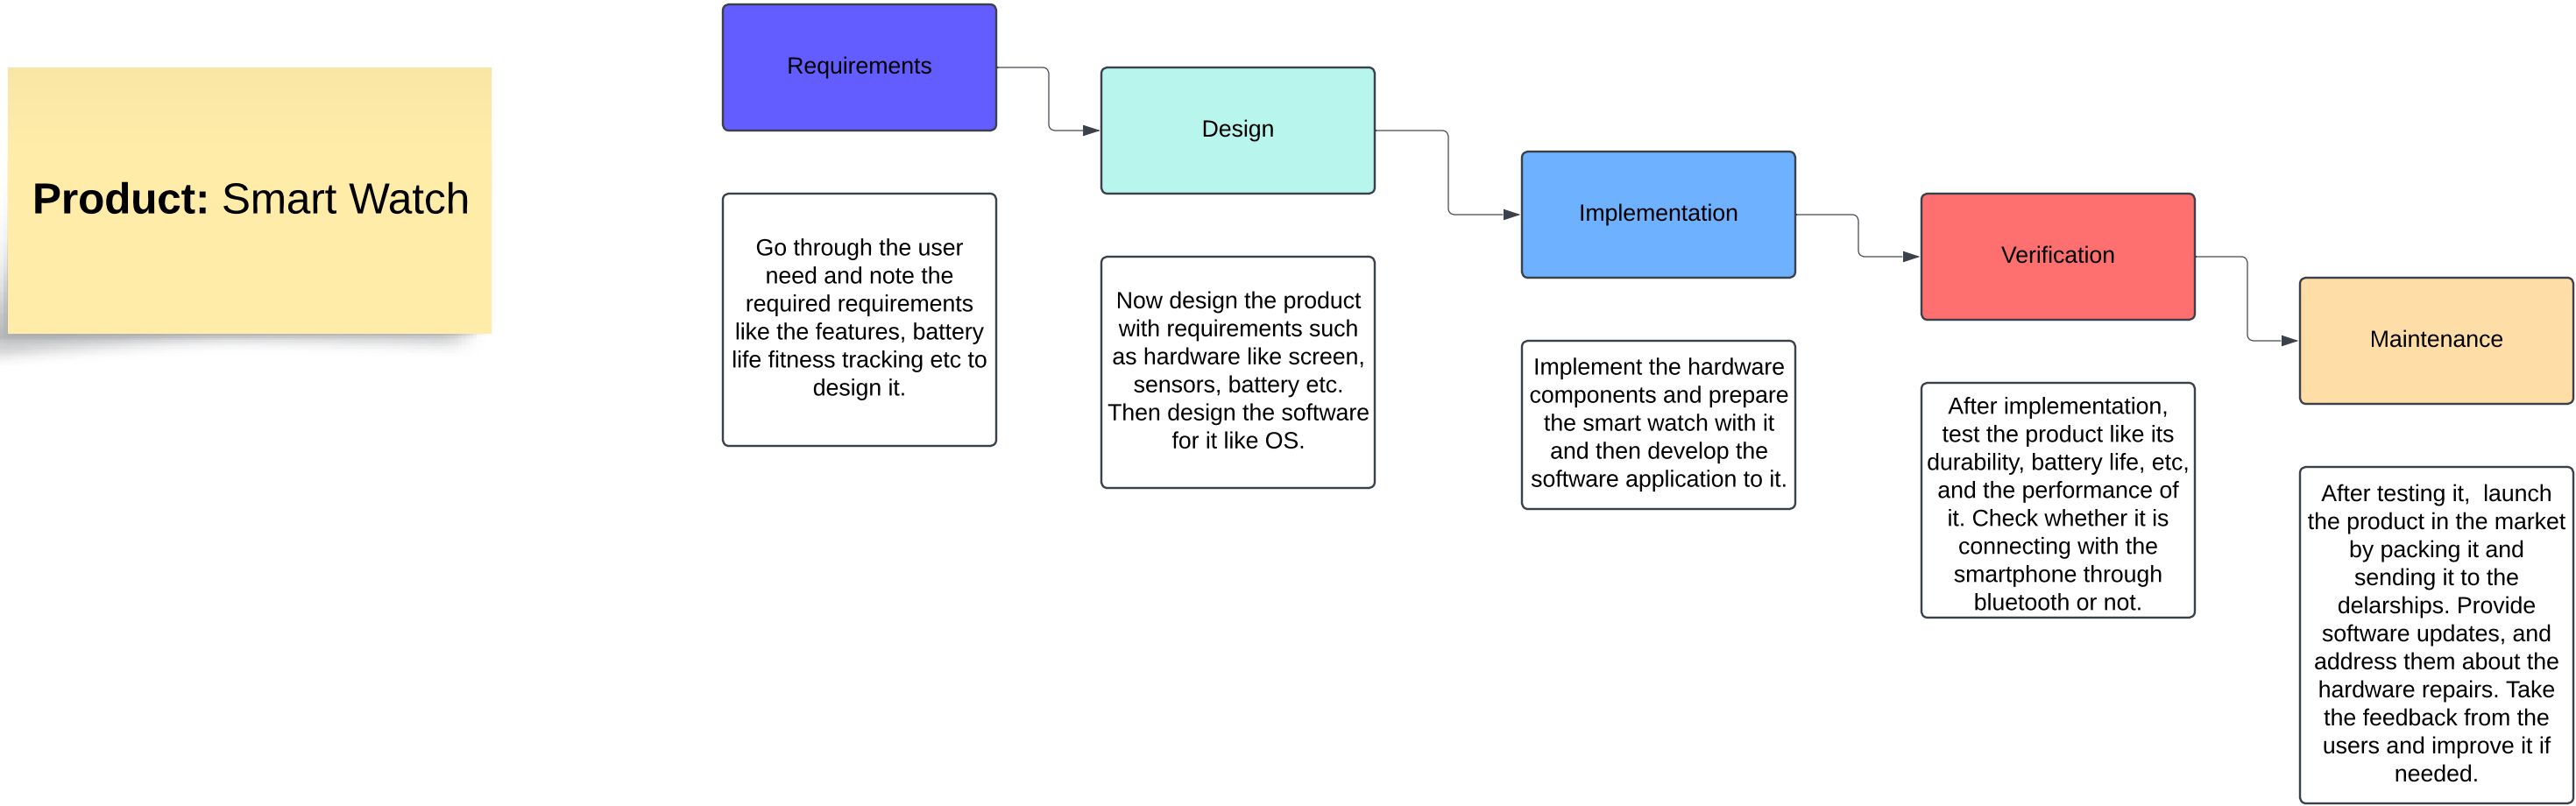 Product: Smart Watch
Requirements
Go through the user
need and note the
required requirements
like the features, battery
life fitness tracking etc to
design it.
Design
Now design the product
with requirements such
as hardware like screen,
sensors, battery etc.
Then design the software
for it like OS.
Implementation
Implement the hardware
components and prepare
the smart watch with it
and then develop the
software application to it.
Verification
After implementation,
test the product like its
durability, battery life, etc,
and the performance of
it. Check whether it is
connecting with the
smartphone through
bluetooth or not.
Maintenance
After testing it,  launch
the product in the market
by packing it and
sending it to the
delarships. Provide
software updates, and
address them about the
hardware repairs. Take
the feedback from the
users and improve it if
needed.